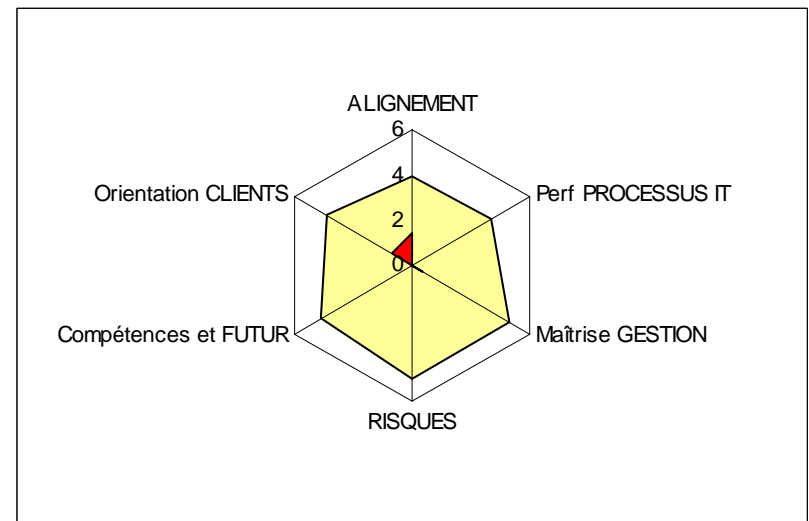 ALIGNEMENT
6
4
2
0
Orientation CLIENTS
Perf PROCESSUS IT
Compétences et FUTUR
Maîtrise GESTION
RISQUES